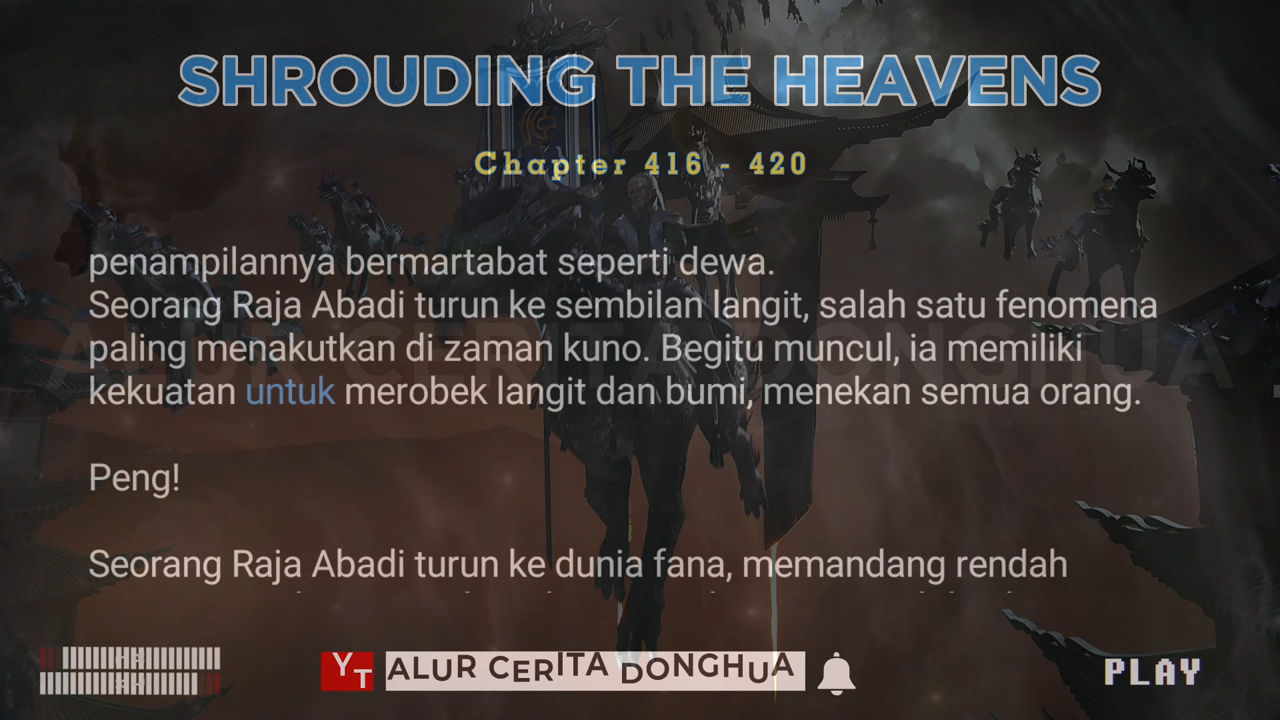 SHROUDING THE HEAVENS
Chapter 416 - 420
penampilannya bermartabat seperti dewa.
Seorang Raja Abadi turun ke sembilan langit, salah satu fenomena
paling menakutkan di zaman kuno. Begitu muncul, ia memiliki
kekuatan untuk merobek langit dan bumi, menekan semua orang.
Peng!
Seorang Raja Abadi turun ke dunia fana, memandang rendah
YT ALUR CERITA DONGHUA
PLAY